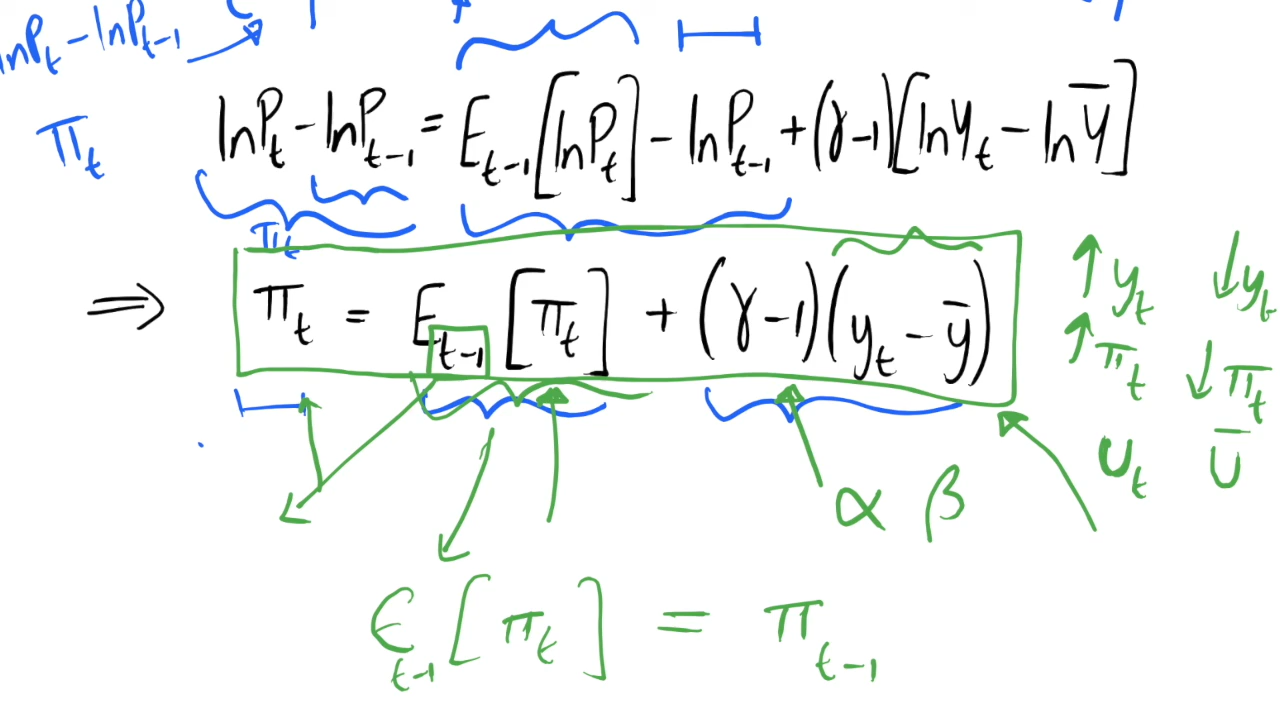 lnP_t - lnP_{t-1}
π_t
lnP_t - lnP_{t-1} = E_{t-1}[lnP_t] - lnP_{t-1} + (γ-1)[lnY_t - lnȲ]
π_t
⇒ π_t = E_{t-1}[π_t] + (γ-1)(y_t - ȳ)
↑y_t ↓y_t
↑π_t ↓π_t
U_t Ū
α β
E_{t-1}[π_t] = π_{t-1}